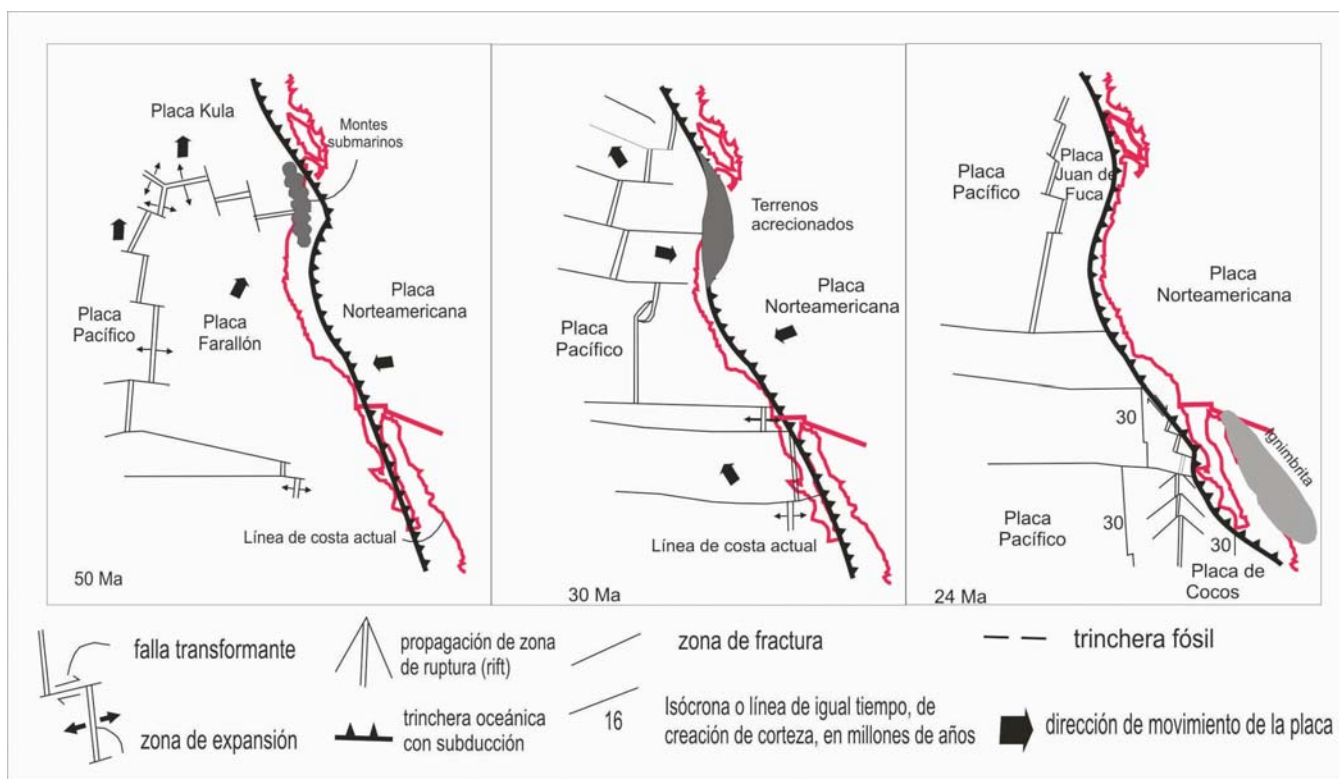 Placa Kula
Montes
submarinos
Placa
Norteamericana
Placa
Pacífico
Placa
Farallón
Línea de costa actual
50 Ma
Terrenos
acrecionados
Placa
Norteamericana
Placa
Pacífico
Línea de costa actual
30 Ma
Placa
Pacífico
Placa
Juan de
Fuca
Placa
Norteamericana
30
Ignimbrita
Placa
Pacífico
30
30
Placa de
Cocos
24 Ma
falla transformante
zona de expansión
propagación de zona
de ruptura (rift)
trinchera oceánica
con subducción
zona de fractura
16
Isócrona o línea de igual tiempo, de
creación de corteza, en millones de años
trinchera fósil
dirección de movimiento de la placa